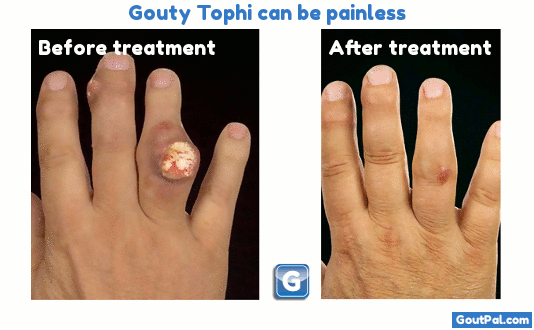 Gouty Tophi can be painless
Before treatment
After treatment
G
GoutPal.com